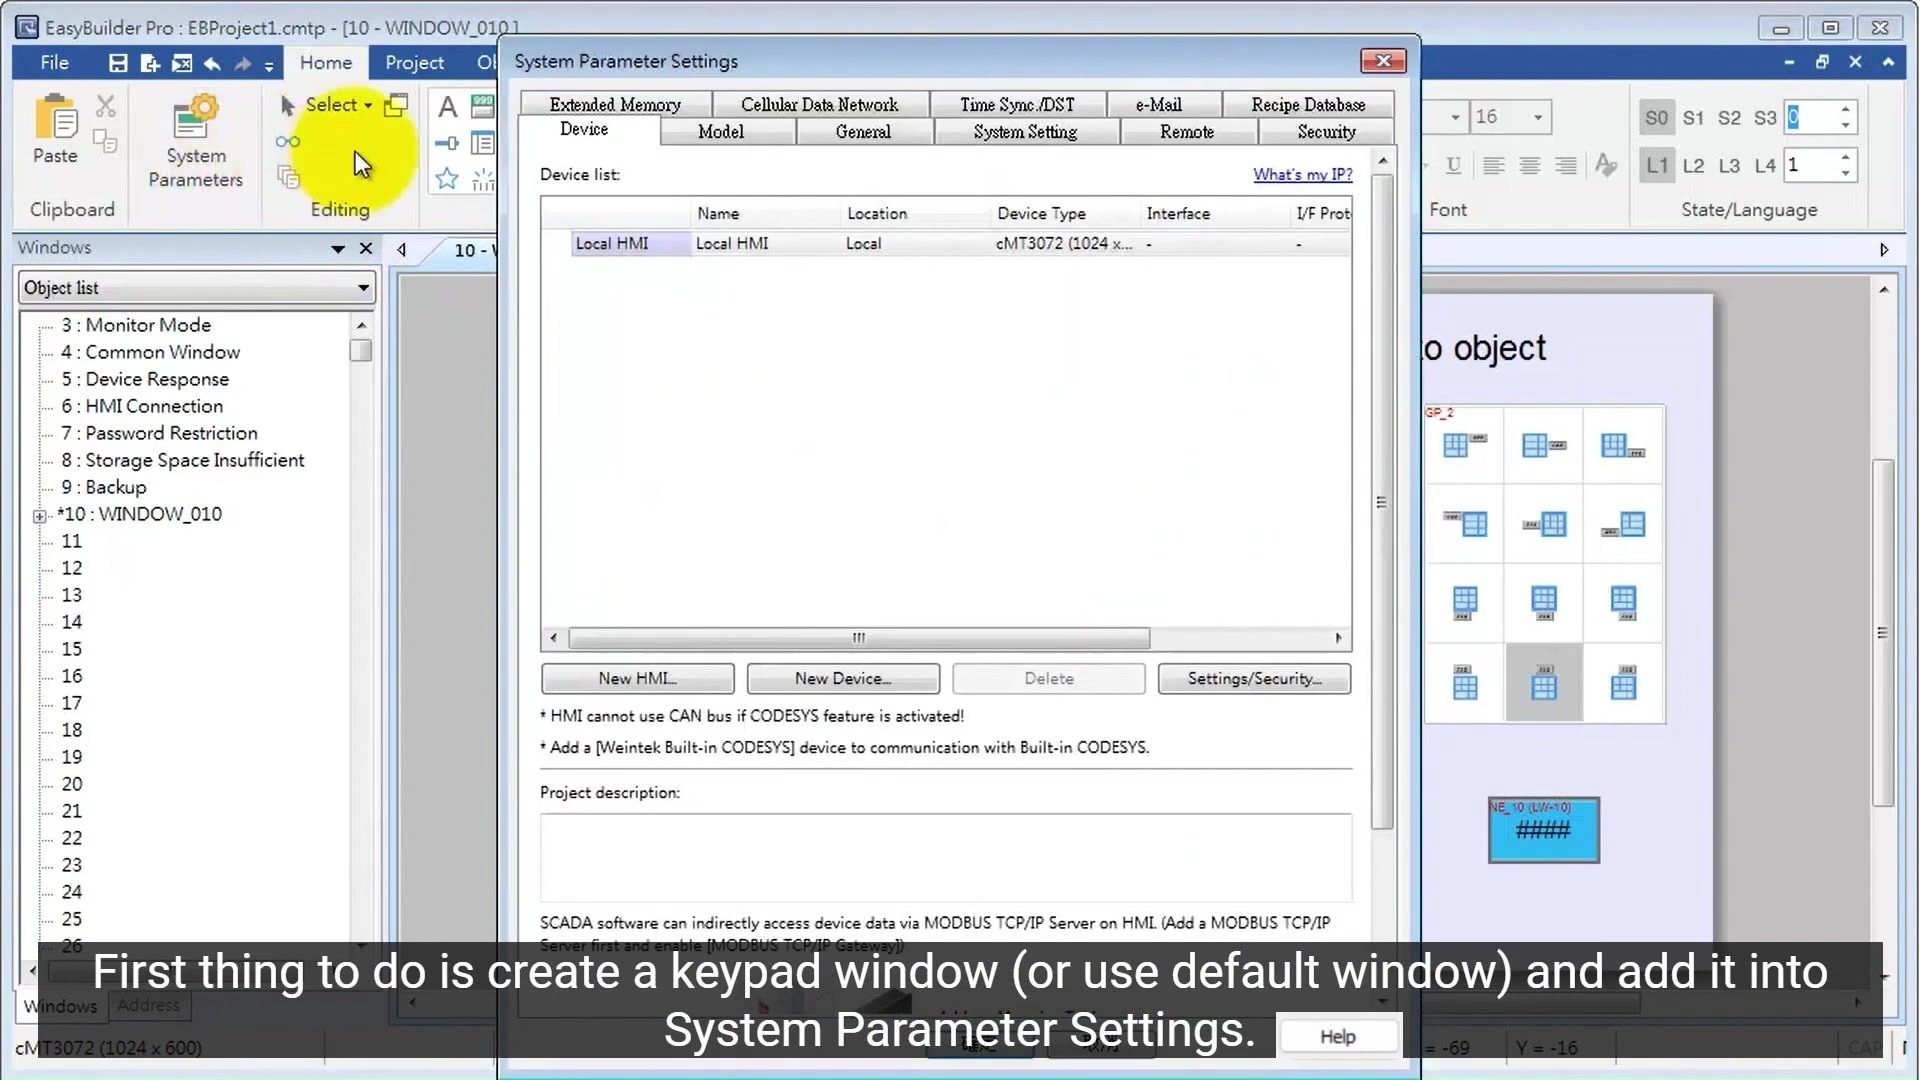 EasyBuilder Pro : EBProject1.cmtp - [10 - WINDOW_010 ]
File
Home
Project
System Parameter Settings
Paste
System
Parameters
Select
Clipboard
Editing
A
16
U
Font
S0 S1 S2 S3 0
L1 L2 L3 L4 1
State/Language
Extended Memory
Cellular Data Network
Time Sync./DST
e-Mail
Recipe Database
Device
Model
General
System Setting
Remote
Security
Windows
10 -
Object list
3 : Monitor Mode
4 : Common Window
5 : Device Response
6 : HMI Connection
7 : Password Restriction
8 : Storage Space Insufficient
9 : Backup
*10 : WINDOW_010
11
12
13
14
15
16
17
18
19
20
21
22
23
24
25
26
Device list:
What's my IP?
Name Location Device Type Interface I/F Prot
Local HMI Local HMI Local cMT3072 (1024 x... - -
New HMI...
New Device...
Delete
Settings/Security...
* HMI cannot use CAN bus if CODESYS feature is activated!
* Add a [Weintek Built-in CODESYS] device to communication with Built-in CODESYS.
Project description:
SCADA software can indirectly access device data via MODBUS TCP/IP Server on HMI. (Add a MODBUS TCP/IP
Server first and enable [MODBUS TCP/IP Gateway])
to object
GP_2
NE_10 (LW-10)
####
First thing to do is create a keypad window (or use default window) and add it into
System Parameter Settings.
Windows
Address
Help
cMT3072 (1024 x 600)
= -69
Y = -16
CAP